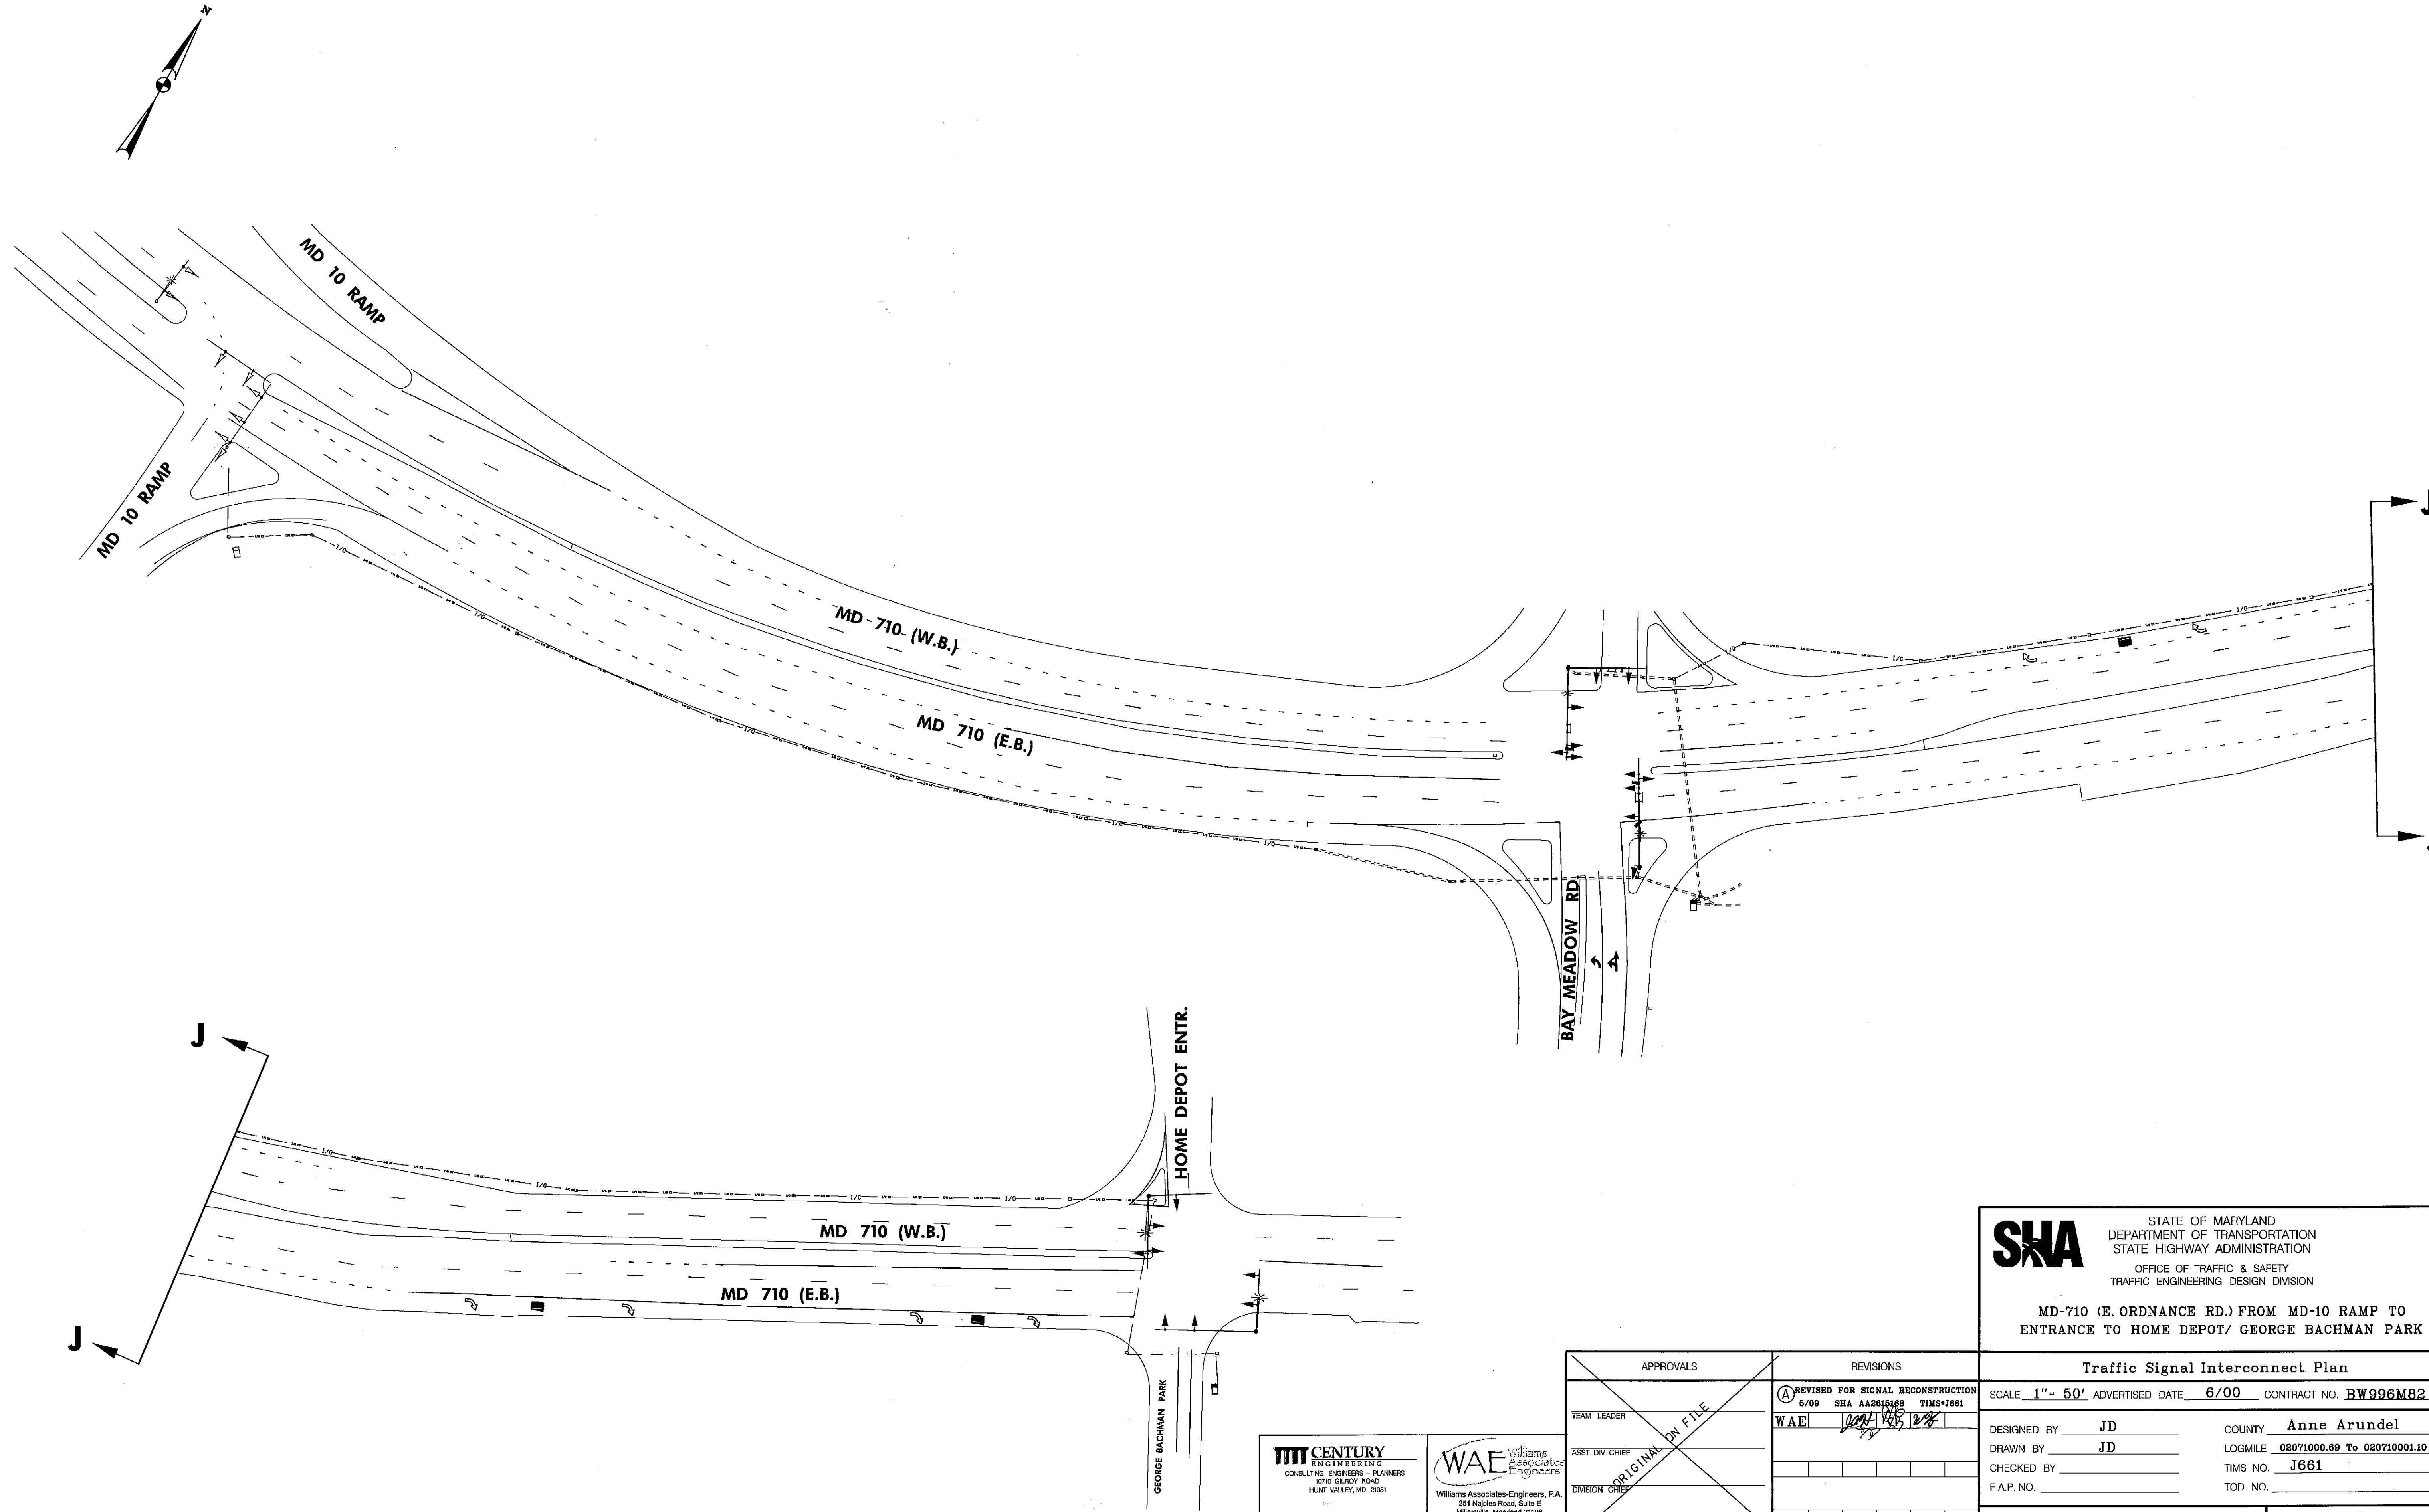 N
MD 10 RAMP
MD 10 RAMP
MD 710 (W.B.)
MD 710 (E.B.)
I/C
I/C
I/C
I/C
I/C
I/C
I/C
I/C
BAY MEADOW RD
J
J
HOME DEPOT ENTR.
I/C
I/C
I/C
I/C
MD 710 (W.B.)
MD 710 (E.B.)
GEORGE BACHMAN PARK
CENTURY
ENGINEERING
CONSULTING ENGINEERS - PLANNERS
10710 GILROY ROAD
HUNT VALLEY, MD 21031
WAE
Williams
Associates
Engineers
Williams Associates-Engineers, P.A.
251 Najoles Road, Suite E
Millersville, Maryland 21108
APPROVALS
TEAM LEADER
ASST. DIV. CHIEF
DIVISION CHIEF
ORIGINAL ON FILE
REVISIONS
A REVISED FOR SIGNAL RECONSTRUCTION
5/09 SHA AA2615168 TIMS#J661
WAE
SHA
STATE OF MARYLAND
DEPARTMENT OF TRANSPORTATION
STATE HIGHWAY ADMINISTRATION
OFFICE OF TRAFFIC & SAFETY
TRAFFIC ENGINEERING DESIGN DIVISION
MD-710 (E. ORDNANCE RD.) FROM MD-10 RAMP TO
ENTRANCE TO HOME DEPOT/ GEORGE BACHMAN PARK
Traffic Signal Interconnect Plan
SCALE 1"= 50' ADVERTISED DATE 6/00 CONTRACT NO. BW996M82
DESIGNED BY JD COUNTY Anne Arundel
DRAWN BY JD LOGMILE 02071000.69 To 020710001.10
CHECKED BY TIMS NO. J661
F.A.P. NO. TOD NO.